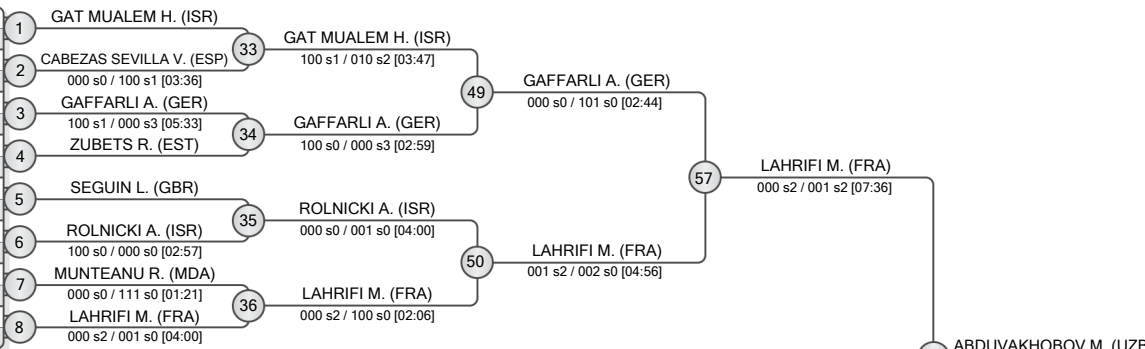 1
GAT MUALEM H. (ISR)
2
CABEZAS SEVILLA V. (ESP)
000 s0 / 100 s1 [03:36]
3
GAFFARLI A. (GER)
100 s1 / 000 s3 [05:33]
4
ZUBETS R. (EST)
5
SEGUIN L. (GBR)
6
ROLNICKI A. (ISR)
100 s0 / 000 s0 [02:57]
7
MUNTEANU R. (MDA)
000 s0 / 111 s0 [01:21]
8
LAHRIFI M. (FRA)
000 s2 / 001 s0 [04:00]
33
GAT MUALEM H. (ISR)
100 s1 / 010 s2 [03:47]
34
GAFFARLI A. (GER)
100 s0 / 000 s3 [02:59]
35
ROLNICKI A. (ISR)
000 s0 / 001 s0 [04:00]
36
LAHRIFI M. (FRA)
000 s2 / 100 s0 [02:06]
49
GAFFARLI A. (GER)
000 s0 / 101 s0 [02:44]
50
LAHRIFI M. (FRA)
001 s2 / 002 s0 [04:56]
57
LAHRIFI M. (FRA)
000 s2 / 001 s2 [07:36]
ABDUVAKHOBOV M. (UZB